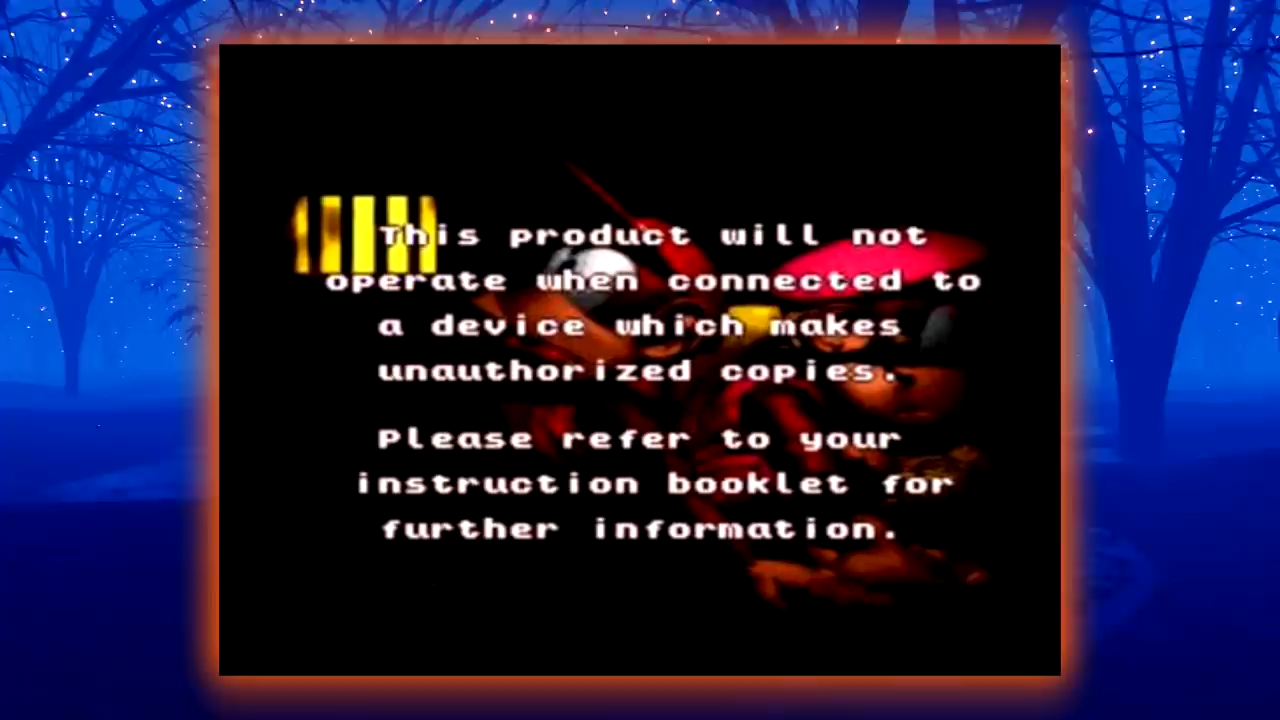 This product will not
operate when connected to
a device which makes
unauthorized copies.
Please refer to your
instruction booklet for
further information.